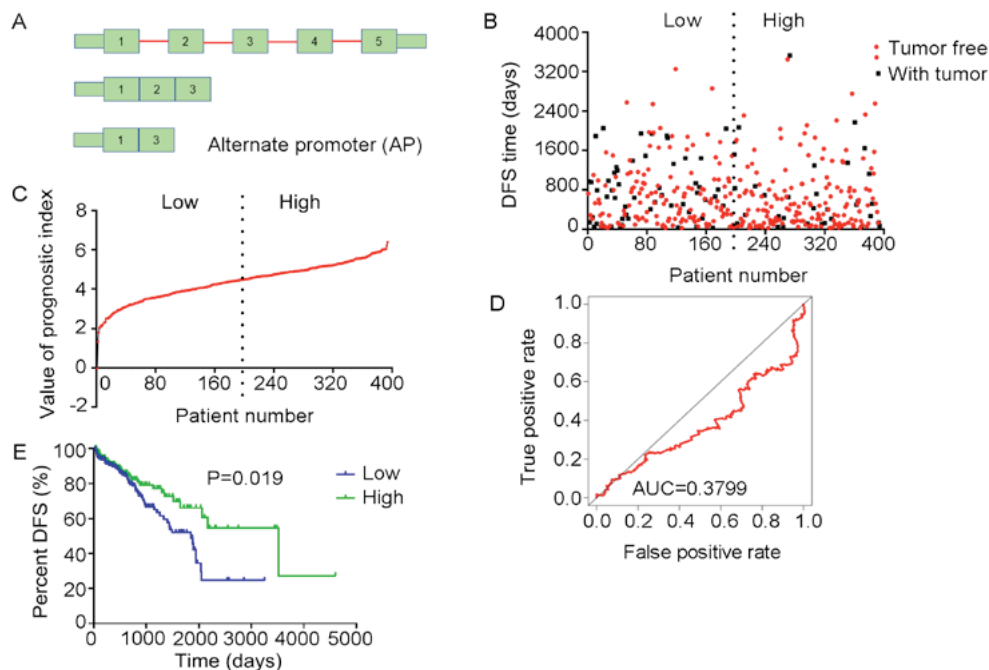 A
1 2 3 4 5
1 2 3
1 3
Alternate promoter (AP)
B
Low High
Tumor free
With tumor
DFS time (days)
4000
3200
2400
1600
800
0
0 80 160 240 320 400
Patient number
C
Low High
Value of prognostic index
8
6
4
2
0
-2
0 80 160 240 320 400
Patient number
D
True positive rate
1.0
0.8
0.6
0.4
0.2
0.0
AUC=0.3799
0.0 0.2 0.4 0.6 0.8 1.0
False positive rate
E
Percent DFS (%)
100
80
60
40
20
0
P=0.019
Low
High
0 1000 2000 3000 4000 5000
Time (days)